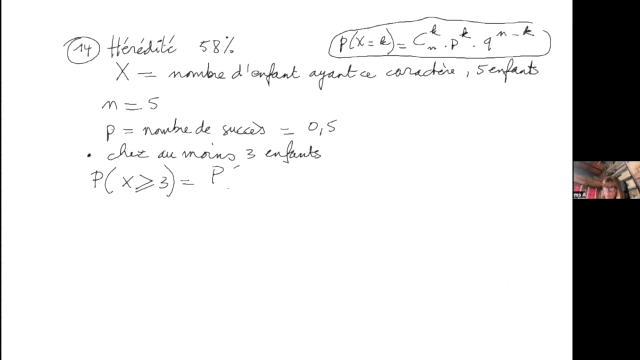 14 Hérédité 58%
P(X=k) = C_n^k . p^k . q^{n-k}
X = nombre d'enfant ayant ce caractère, 5 enfants
n = 5
p = nombre de succès = 0,5
• chez au moins 3 enfants
P(X ⩾ 3) = P